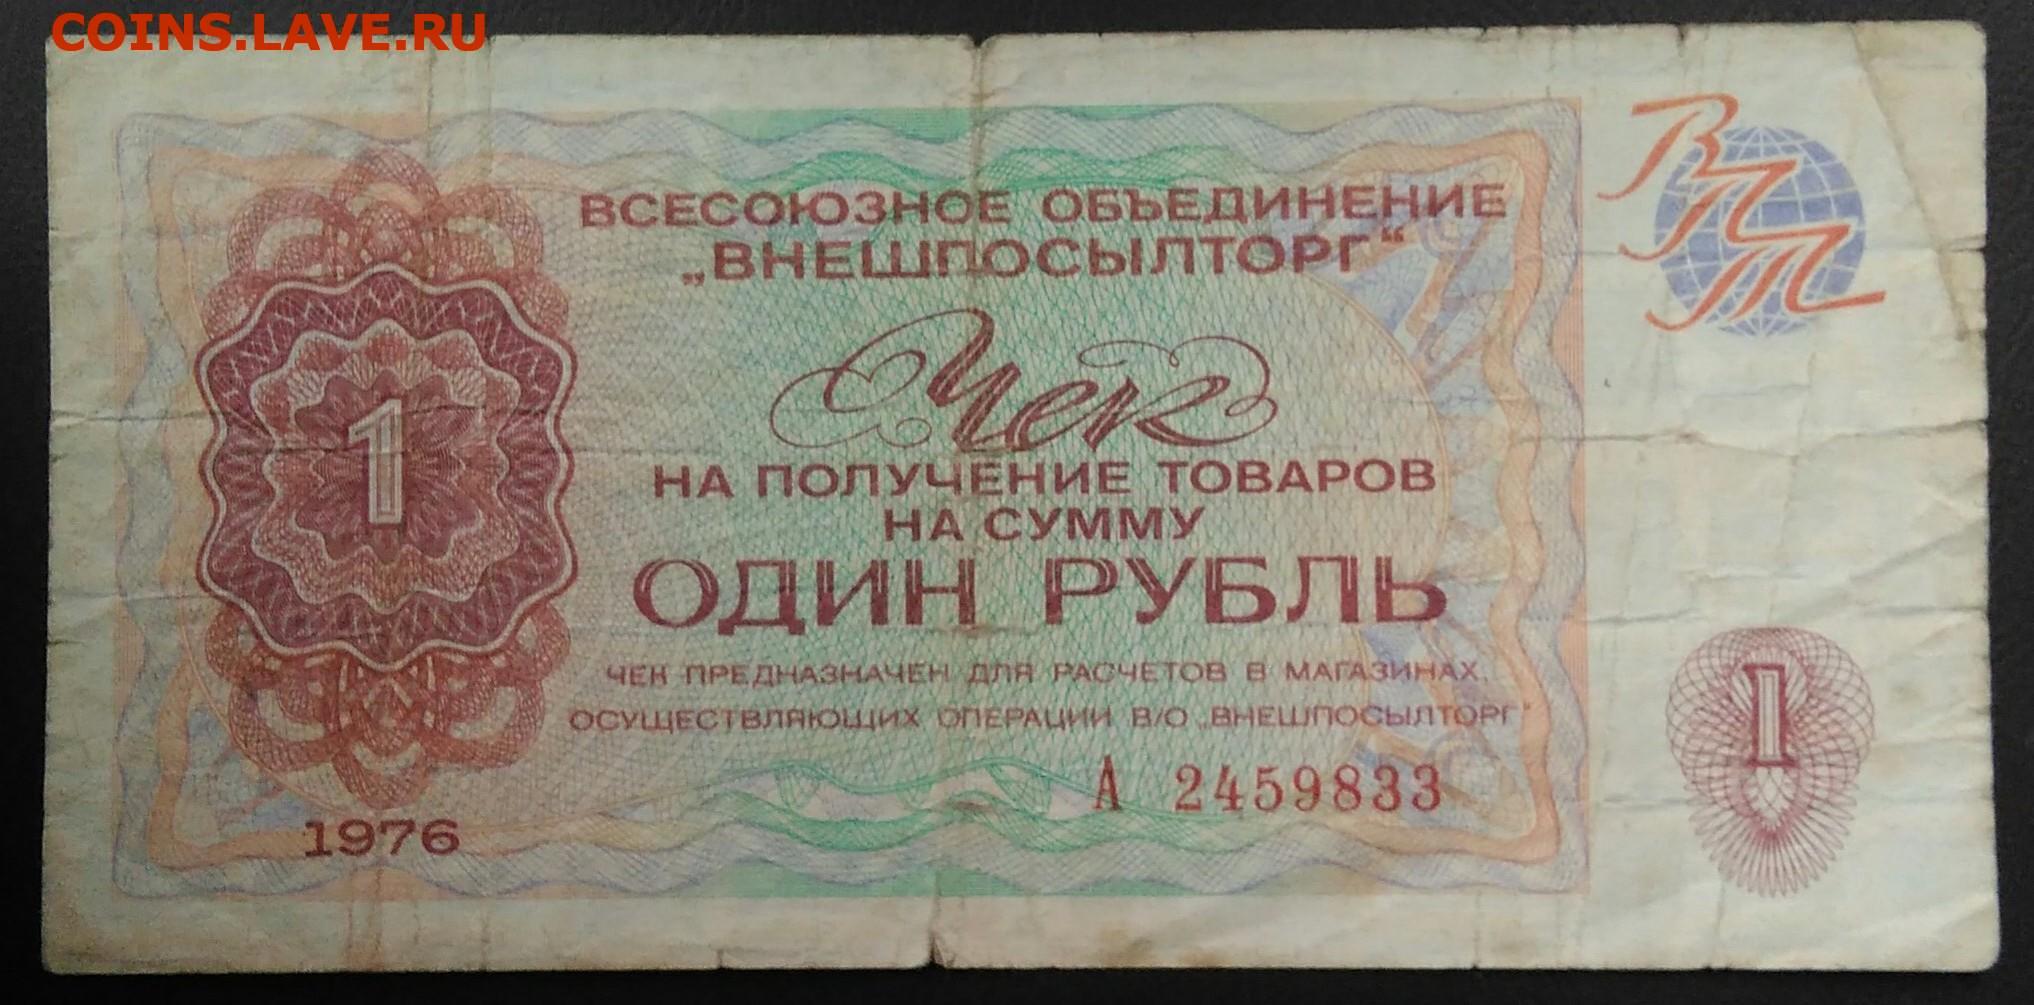 COINS.LAVE.RU
ВПТ
ВСЕСОЮЗНОЕ ОБЪЕДИНЕНИЕ
„ВНЕШПОСЫЛТОРГ“
Чек
НА ПОЛУЧЕНИЕ ТОВАРОВ
НА СУММУ
ОДИН РУБЛЬ
ЧЕК ПРЕДНАЗНАЧЕН ДЛЯ РАСЧЕТОВ В МАГАЗИНАХ,
ОСУЩЕСТВЛЯЮЩИХ ОПЕРАЦИИ В/О „ВНЕШПОСЫЛТОРГ“
А 2459833
1
1
1976